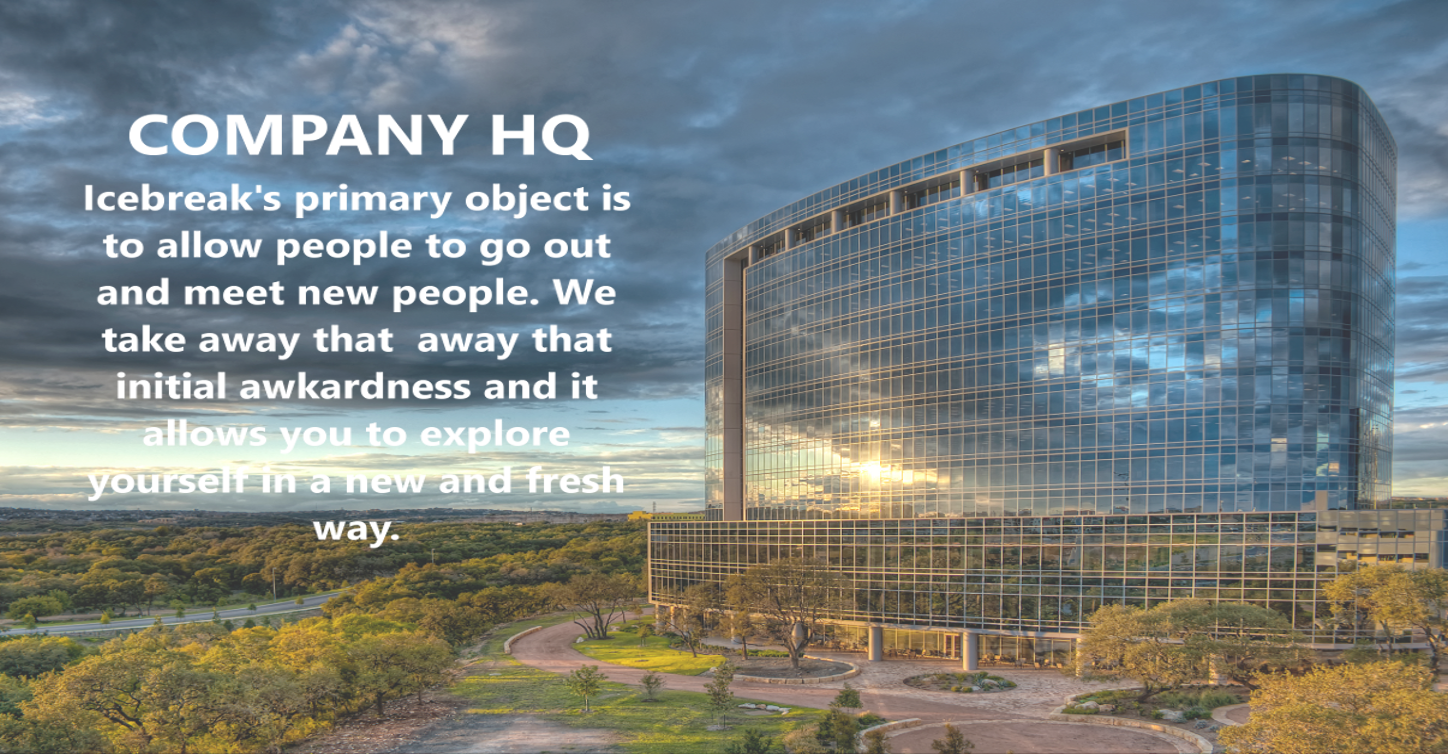 COMPANY HQ
Icebreak's primary object is
to allow people to go out
and meet new people. We
take away that  away that
initial awkardness and it
allows you to explore
yourself in a new and fresh
way.